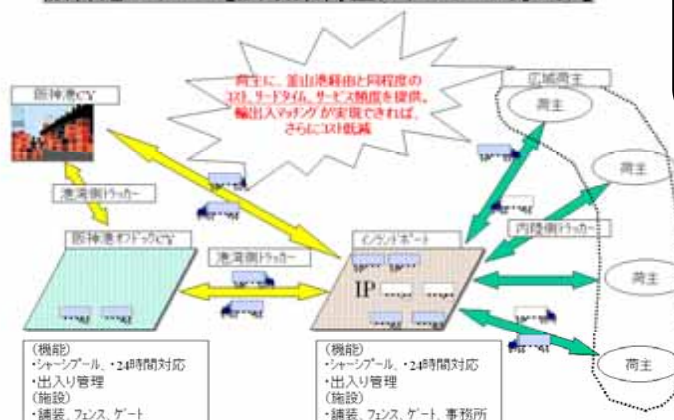 荷主に、釜山港経由と同程度の
コスト、リードタイム、サービス頻度を提供。
輸出入マッチングが実現できれば、
さらにコスト低減
広域荷主
荷主
阪神港CY
荷主
港湾側トラッカー
内陸側トラッカー
阪神港オフドックCY
港湾側トラッカー
インランドポート
IP
荷主
荷主
(機能)
・シャーシプール、・24時間対応
・出入り管理
(施設)
・舗装、フェンス、ゲート
(機能)
・シャーシプール、・24時間対応
・出入り管理
(施設)
・舗装、フェンス、ゲート、事務所